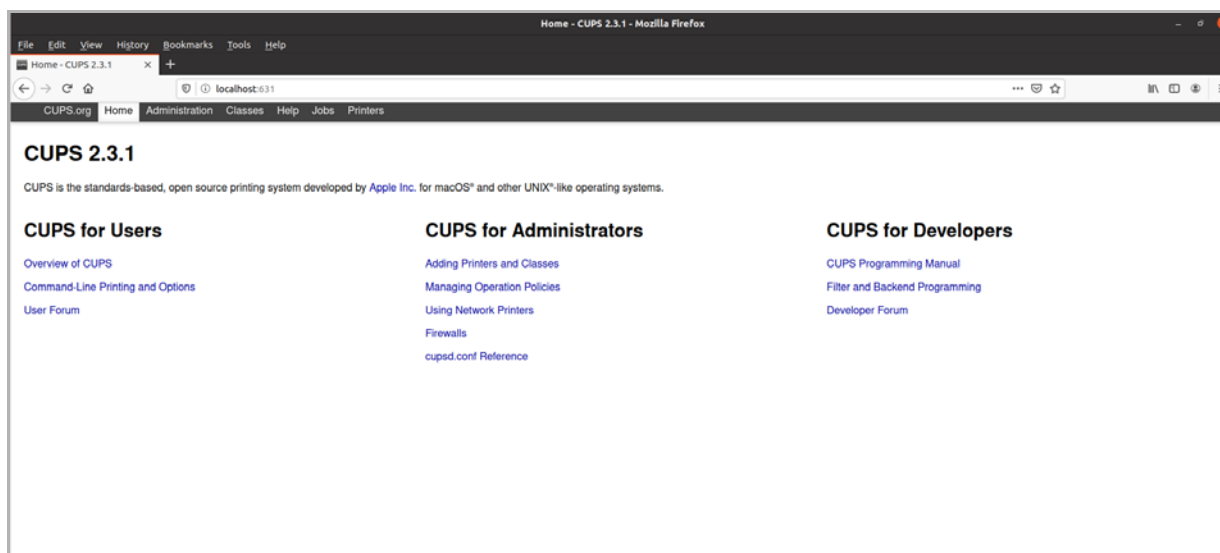 Home - CUPS 2.3.1 - Mozilla Firefox
File Edit View History Bookmarks Tools Help
Home - CUPS 2.3.1
localhost:631
CUPS.org Home Administration Classes Help Jobs Printers
CUPS 2.3.1
CUPS is the standards-based, open source printing system developed by Apple Inc. for macOS® and other UNIX®-like operating systems.
CUPS for Users
Overview of CUPS
Command-Line Printing and Options
User Forum
CUPS for Administrators
Adding Printers and Classes
Managing Operation Policies
Using Network Printers
Firewalls
cupsd.conf Reference
CUPS for Developers
CUPS Programming Manual
Filter and Backend Programming
Developer Forum